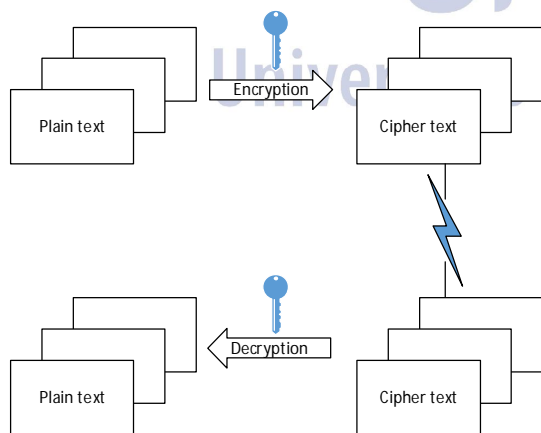 Encryption
Plain text
Cipher text
Decryption
Plain text
Cipher text